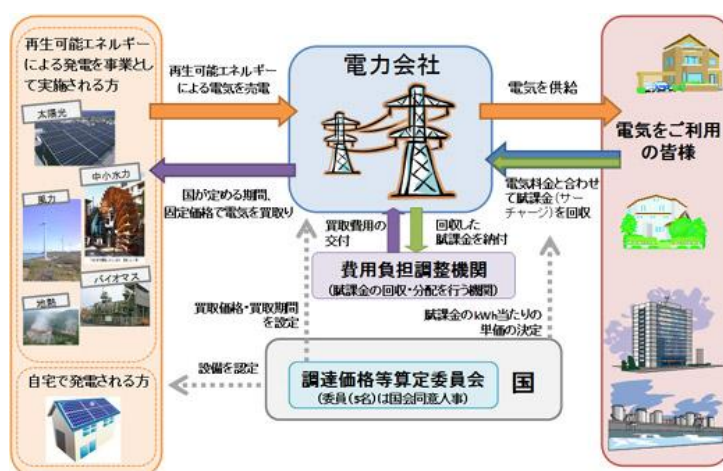 再生可能エネルギー
による発電を事業とし
て実施される方
太陽光
中小水力
風力
バイオマス
地熱
自宅で発電される方
再生可能エネルギー
による電気を売電
国が定める期間、
固定価格で電気を買取り
電力会社
電気を供給
電気料金と合わせ
て賦課金(サー
チャージ)を回収
買取費用の
交付
回収した
賦課金を納付
費用負担調整機関
(賦課金の回収・分配を行う機関)
買取価格・買取期間
を設定
賦課金のkWh当たりの
単価の決定
設備を認定
調達価格等算定委員会
(委員(5名)は国会同意人事)
国
電気をご利用
の皆様